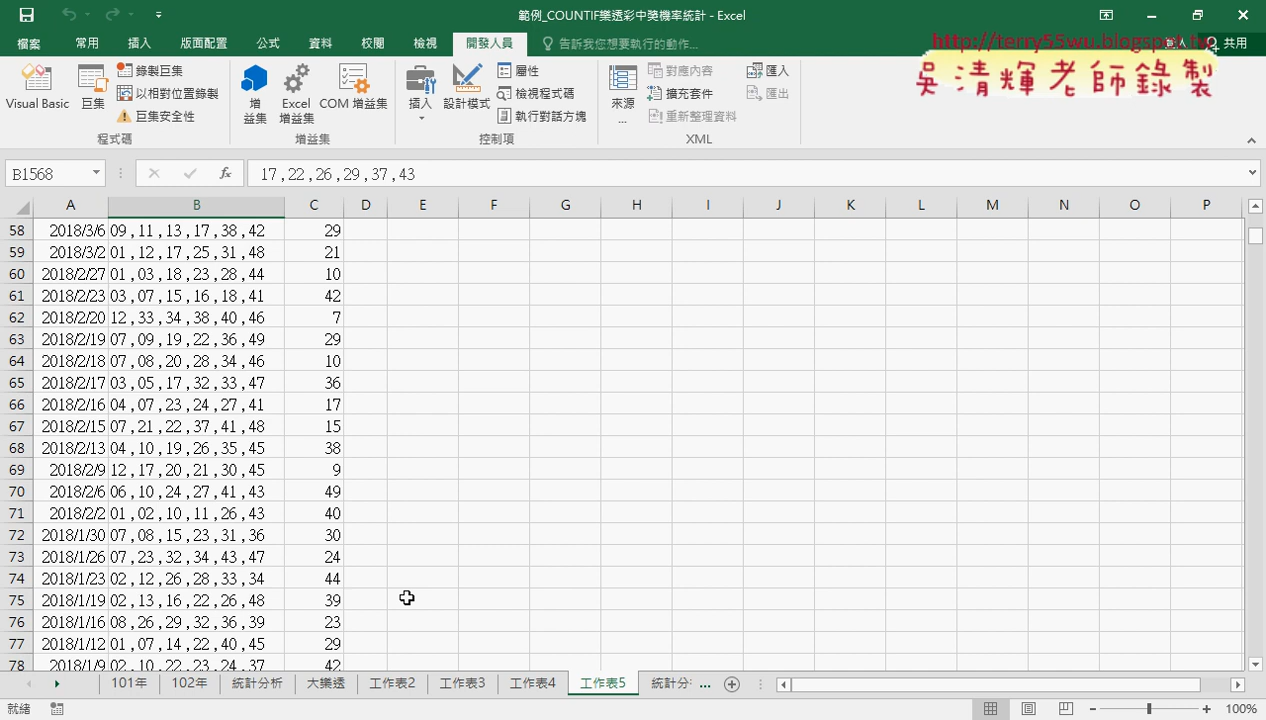 範例_COUNTIF樂透彩中獎機率統計 - Excel
檔案 常用 插入 版面配置 公式 資料 校閱 檢視 開發人員 告訴我您想要執行的動作... 登入 共用
http://terry55wu.blogspot.tw
吳清輝老師錄製
Visual Basic 巨集 錄製巨集 以相對位置錄製 巨集安全性 增益集 Excel 增益集 COM 增益集 插入 設計模式 屬性 檢視程式碼 執行對話方塊 來源... 對應內容 擴充套件 重新整理資料 匯入 匯出
程式碼 增益集 控制項 XML
B1568 fx 17 ,22 ,26 ,29 ,37 ,43
A B C D E F G H I J K L M N O P
58 2018/3/6 09 ,11 ,13 ,17 ,38 ,42 29
59 2018/3/2 01 ,12 ,17 ,25 ,31 ,48 21
60 2018/2/27 01 ,03 ,18 ,23 ,28 ,44 10
61 2018/2/23 03 ,07 ,15 ,16 ,18 ,41 42
62 2018/2/20 12 ,33 ,34 ,38 ,40 ,46 7
63 2018/2/19 07 ,09 ,19 ,22 ,36 ,49 29
64 2018/2/18 07 ,08 ,20 ,28 ,34 ,46 10
65 2018/2/17 03 ,05 ,17 ,32 ,33 ,47 36
66 2018/2/16 04 ,07 ,23 ,24 ,27 ,41 17
67 2018/2/15 07 ,21 ,22 ,37 ,41 ,48 15
68 2018/2/13 04 ,10 ,19 ,26 ,35 ,45 38
69 2018/2/9 12 ,17 ,20 ,21 ,30 ,45 9
70 2018/2/6 06 ,10 ,24 ,27 ,41 ,43 49
71 2018/2/2 01 ,02 ,10 ,11 ,26 ,43 40
72 2018/1/30 07 ,08 ,15 ,23 ,31 ,36 30
73 2018/1/26 07 ,23 ,32 ,34 ,43 ,47 24
74 2018/1/23 02 ,12 ,26 ,28 ,33 ,34 44
75 2018/1/19 02 ,13 ,16 ,22 ,26 ,48 39
76 2018/1/16 08 ,26 ,29 ,32 ,36 ,39 23
77 2018/1/12 01 ,07 ,14 ,22 ,40 ,45 29
78 2018/1/9 02 ,10 ,22 ,23 ,24 ,37 42
101年 102年 統計分析 大樂透 工作表2 工作表3 工作表4 工作表5 統計分 ...
就緒 100%